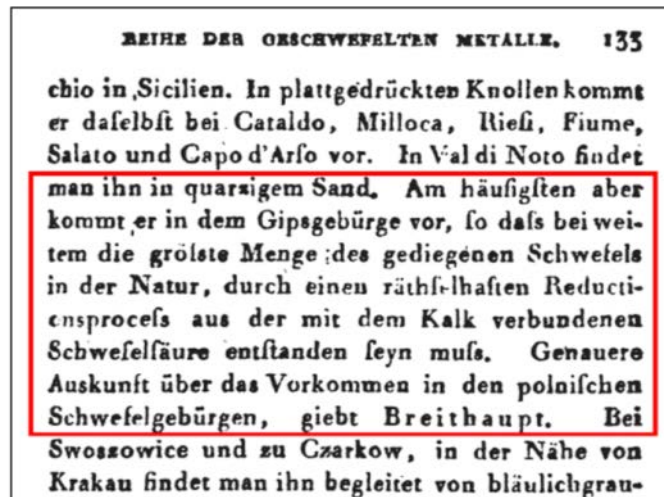 REIHE DER GESCHWEFELTEN METALLE. 133
chio in Sicilien. In plattgedrückten Knollen kommt
er daſelbſt bei Cataldo, Milloca, Rieſi, Fiume,
Salato und Capo d'Arſo vor. In Val di Noto findet
man ihn in quarzigem Sand. Am häufigſten aber
kommt er in dem Gipsgebürge vor, ſo daſs bei wei-
tem die gröſste Menge des gediegenen Schwefels
in der Natur, durch einen räthſelhaften Reducti-
onsproceſs aus der mit dem Kalk verbundenen
Schwefelſäure entſtanden ſeyn muſs. Genauere
Auskunft über das Vorkommen in den polniſchen
Schwefelgebürgen, giebt Breithaupt. Bei
Swoszowice und zu Czarkow, in der Nähe von
Krakau findet man ihn begleitet von bläulichgrau-